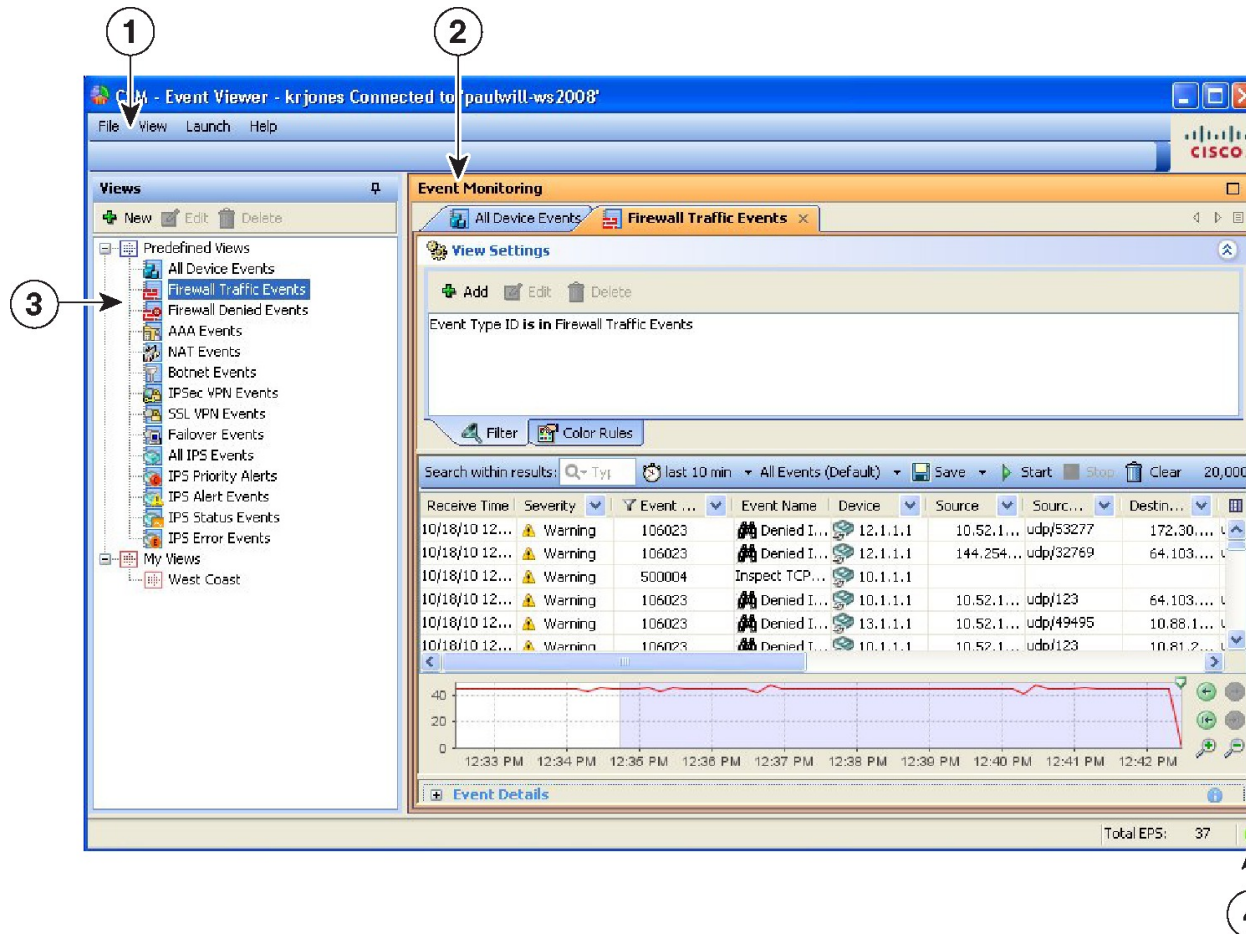 1
2
CSM - Event Viewer - krjones Connected to 'paulwill-ws2008'
File View Launch Help
CISCO
Views
Event Monitoring
New Edit Delete
All Device Events Firewall Traffic Events
Predefined Views
View Settings
All Device Events
Firewall Traffic Events
Add Edit Delete
3
Firewall Denied Events
Event Type ID is in Firewall Traffic Events
AAA Events
NAT Events
Botnet Events
IPSec VPN Events
SSL VPN Events
Failover Events
Filter Color Rules
All IPS Events
IPS Priority Alerts
Search within results: Typ last 10 min All Events (Default) Save Start Stop Clear 20,000
IPS Alert Events
IPS Status Events
IPS Error Events
My Views
West Coast
Receive Time Severity Event ... Event Name Device Source Sourc... Destin...
10/18/10 12... Warning 106023 Denied I... 12.1.1.1 10.52.1... udp/53277 172.30....
10/18/10 12... Warning 106023 Denied I... 12.1.1.1 144.254... udp/32769 64.103....
10/18/10 12... Warning 500004 Inspect TCP... 10.1.1.1
10/18/10 12... Warning 106023 Denied I... 10.1.1.1 10.52.1... udp/123 64.103....
10/18/10 12... Warning 106023 Denied I... 13.1.1.1 10.52.1... udp/49495 10.88.1...
10/18/10 12... Warning 106023 Denied I... 10.1.1.1 10.52.1... udp/123 10.81.2...
40
20
0
12:33 PM 12:34 PM 12:35 PM 12:36 PM 12:37 PM 12:38 PM 12:39 PM 12:40 PM 12:41 PM 12:42 PM
Event Details
Total EPS: 37